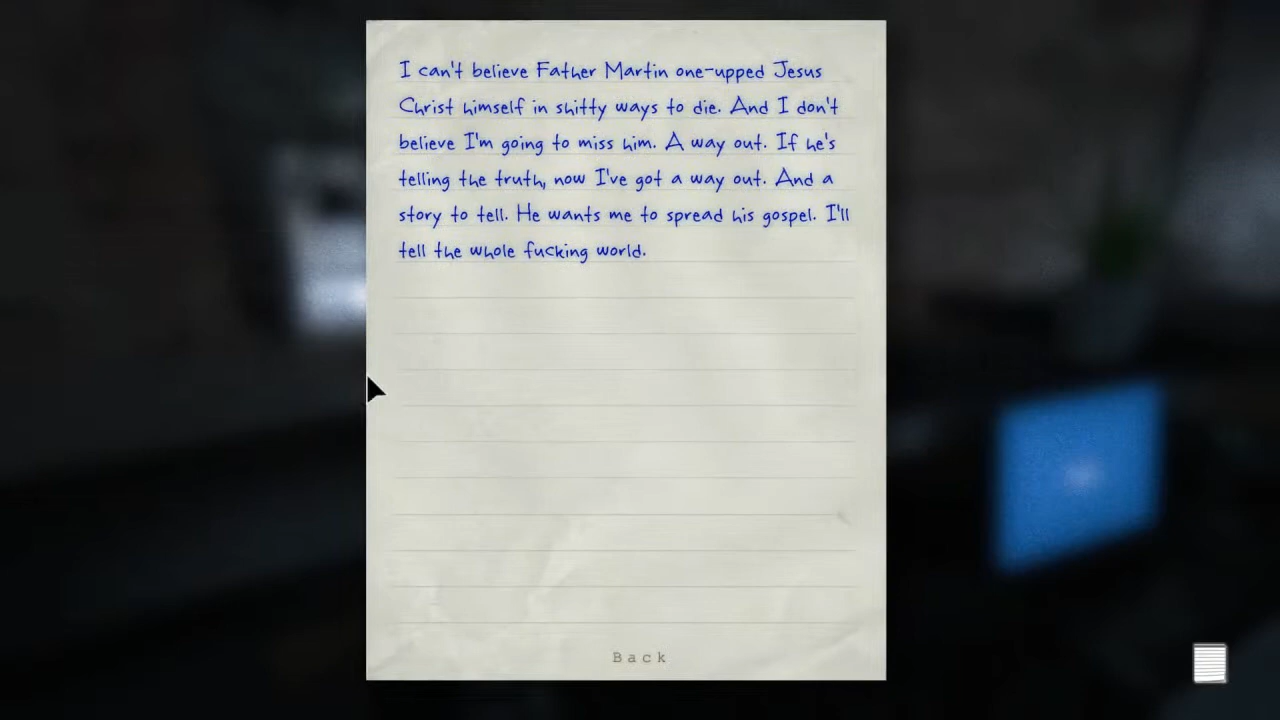 I can't believe Father Martin one-upped Jesus
Christ himself in shitty ways to die. And I don't
believe I'm going to miss him. A way out. If he's
telling the truth, now I've got a way out. And a
story to tell. He wants me to spread his gospel. I'll
tell the whole fucking world.
Back